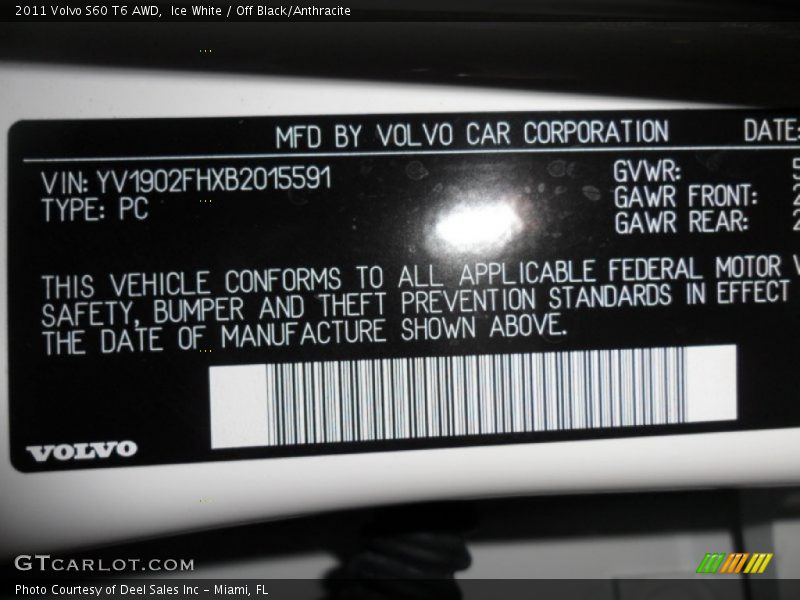 2011 Volvo S60 T6 AWD,  Ice White / Off Black/Anthracite
MFD BY VOLVO CAR CORPORATION DATE:
VIN: YV1902FHXB2015591 GVWR: 5
TYPE: PC GAWR FRONT: 2
GAWR REAR: 2
THIS VEHICLE CONFORMS TO ALL APPLICABLE FEDERAL MOTOR V
SAFETY, BUMPER AND THEFT PREVENTION STANDARDS IN EFFECT
THE DATE OF MANUFACTURE SHOWN ABOVE.
VOLVO
GTCARLOT.COM
Photo Courtesy of Deel Sales Inc – Miami, FL